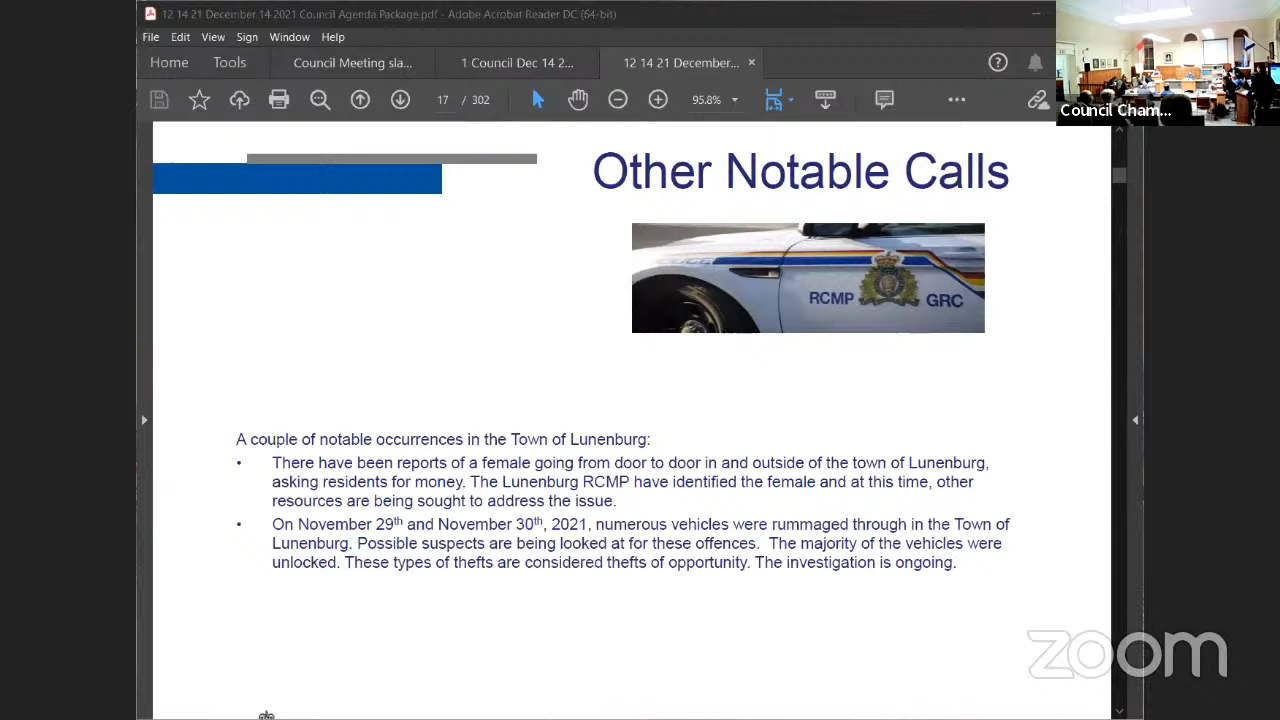 12 14 21 December 14 2021 Council Agenda Package.pdf - Adobe Acrobat Reader DC (64-bit)
File Edit View Sign Window Help
Home Tools Council Meeting sla... Council Dec 14 2... 12 14 21 December... ×
17 / 302 95.8%
Council Cham...
Other Notable Calls
RCMP GRC
A couple of notable occurrences in the Town of Lunenburg:
• There have been reports of a female going from door to door in and outside of the town of Lunenburg,
asking residents for money. The Lunenburg RCMP have identified the female and at this time, other
resources are being sought to address the issue.
• On November 29th and November 30th, 2021, numerous vehicles were rummaged through in the Town of
Lunenburg. Possible suspects are being looked at for these offences. The majority of the vehicles were
unlocked. These types of thefts are considered thefts of opportunity. The investigation is ongoing.
zoom